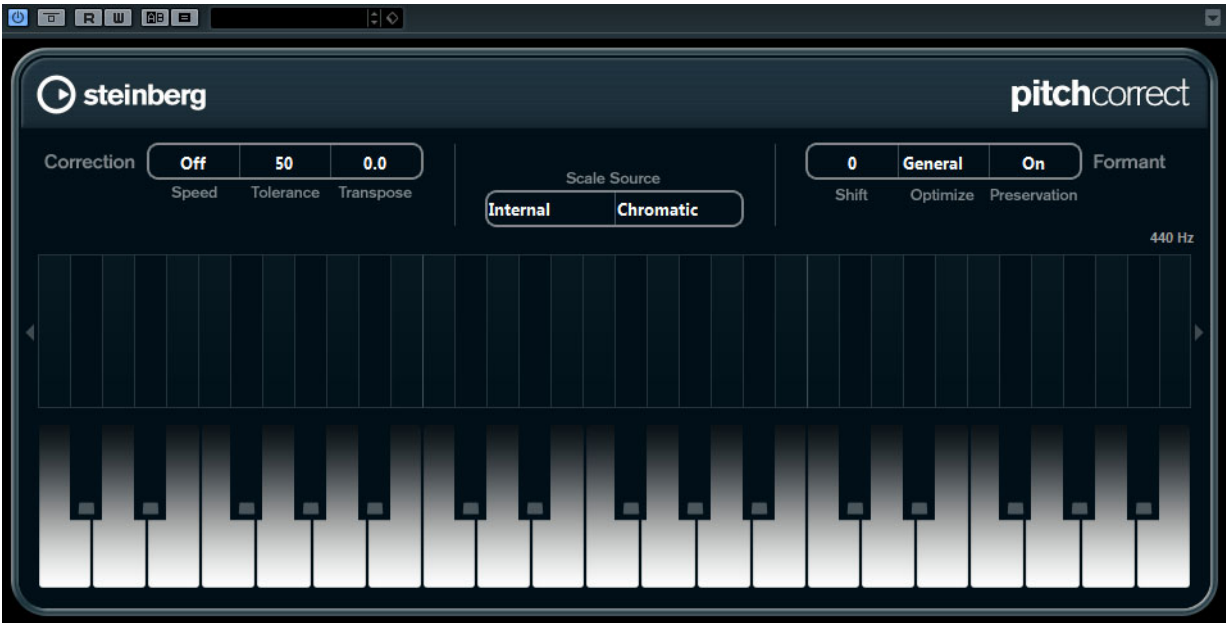 R W AB
steinberg
pitchcorrect
Correction Off 50 0.0
Speed Tolerance Transpose
Scale Source
Internal Chromatic
0 General On Formant
Shift Optimize Preservation
440 Hz